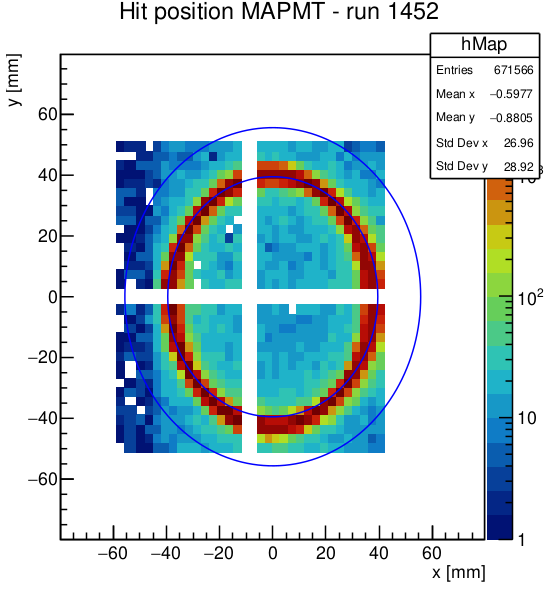 Hit position MAPMT - run 1452
y [mm]
hMap
Entries 671566
Mean x −0.5977
Mean y −0.8805
Std Dev x 26.96
Std Dev y 28.92
60
40
20
0
−20
−40
−60
−60 −40 −20 0 20 40 60
x [mm]
10²
10
1